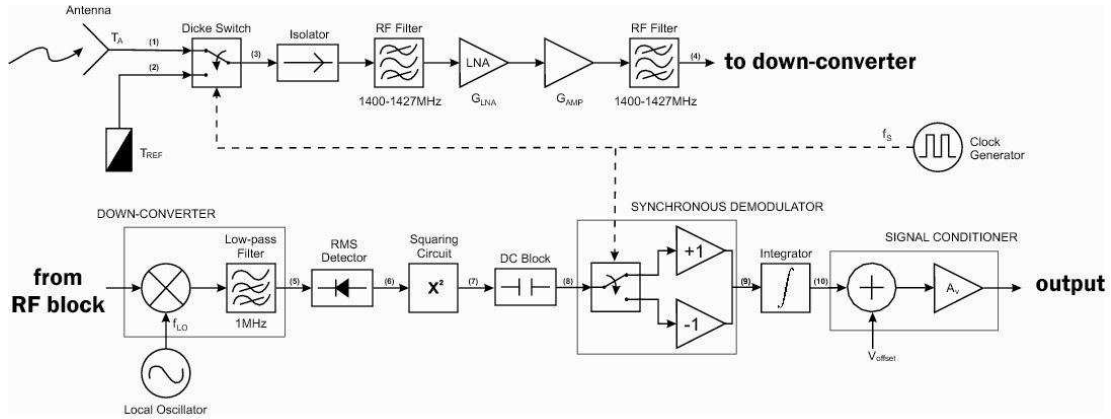 Antenna
T_A
(1)
(2)
Dicke Switch
(3)
Isolator
RF Filter
1400-1427MHz
LNA
G_LNA
G_AMP
RF Filter
1400-1427MHz
(4)
to down-converter
T_REF
f_S
Clock
Generator
DOWN-CONVERTER
from
RF block
f_LO
Local Oscillator
Low-pass
Filter
1MHz
(5)
RMS
Detector
(6)
Squaring
Circuit
X²
(7)
DC Block
(8)
SYNCHRONOUS DEMODULATOR
+1
-1
(9)
Integrator
∫
(10)
SIGNAL CONDITIONER
+
V_offset
A_v
output